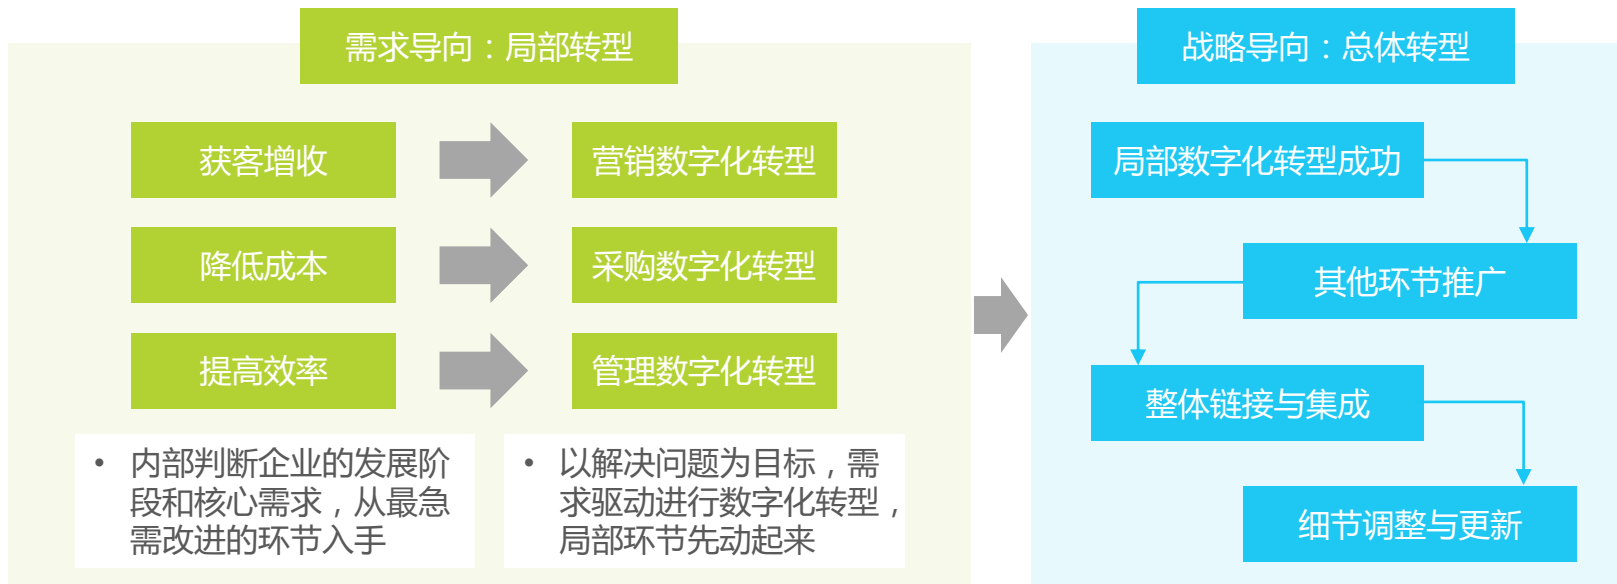 需求导向：局部转型
获客增收
营销数字化转型
降低成本
采购数字化转型
提高效率
管理数字化转型
• 内部判断企业的发展阶
段和核心需求，从最急
需改进的环节入手
• 以解决问题为目标，需
求驱动进行数字化转型，
局部环节先动起来
战略导向：总体转型
局部数字化转型成功
其他环节推广
整体链接与集成
细节调整与更新